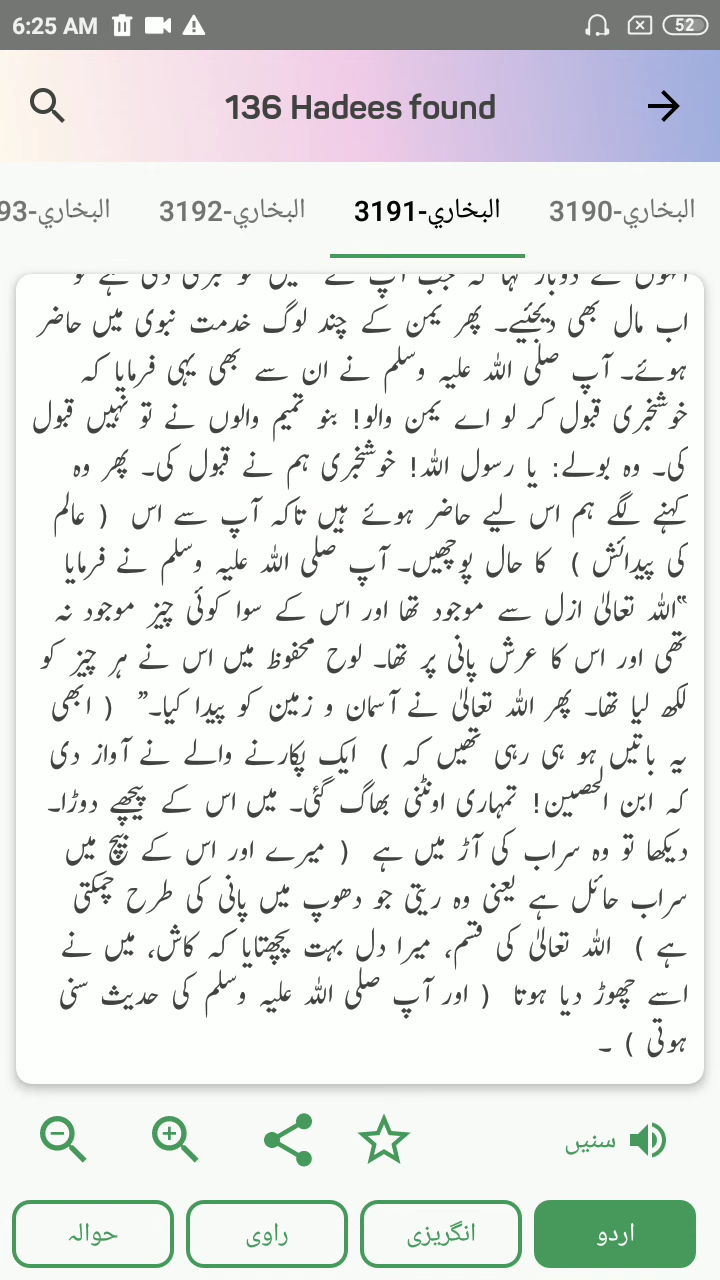 6:25 AM
52
136 Hadees found
البخاري-3190
البخاري-3191
البخاري-3192
البخاري-93
اب مال بھی دیجئیے۔ پھر یمن کے چند لوگ خدمت نبوی میں حاضر
ہوئے۔ آپ صلی اللہ علیہ وسلم نے ان سے بھی یہی فرمایا کہ
خوشخبری قبول کر لو اے یمن والو! بنو تمیم والوں نے تو نہیں قبول
کی۔ وہ بولے: یا رسول اللہ! خوشخبری ہم نے قبول کی۔ پھر وہ
کہنے لگے ہم اس لیے حاضر ہوئے ہیں تاکہ آپ سے اس ( عالم
کی پیدائش ) کا حال پوچھیں۔ آپ صلی اللہ علیہ وسلم نے فرمایا
”اللہ تعالیٰ ازل سے موجود تھا اور اس کے سوا کوئی چیز موجود نہ
تھی اور اس کا عرش پانی پر تھا۔ لوح محفوظ میں اس نے ہر چیز کو
لکھ لیا تھا۔ پھر اللہ تعالیٰ نے آسمان و زمین کو پیدا کیا۔” ( ابھی
یہ باتیں ہو ہی رہی تھیں کہ ) ایک پکارنے والے نے آواز دی
کہ ابن الحصین! تمہاری اونٹنی بھاگ گئی۔ میں اس کے پیچھے دوڑا۔
دیکھا تو وہ سراب کی آڑ میں ہے ( میرے اور اس کے بیچ میں
سراب حائل ہے یعنی وہ ریتی جو دھوپ میں پانی کی طرح چمکتی
ہے ) اللہ تعالیٰ کی قسم، میرا دل بہت پچھتایا کہ کاش، میں نے
اسے چھوڑ دیا ہوتا ( اور آپ صلی اللہ علیہ وسلم کی حدیث سنی
ہوتی ) ۔
سنیں
اردو
انگریزی
راوی
حوالہ